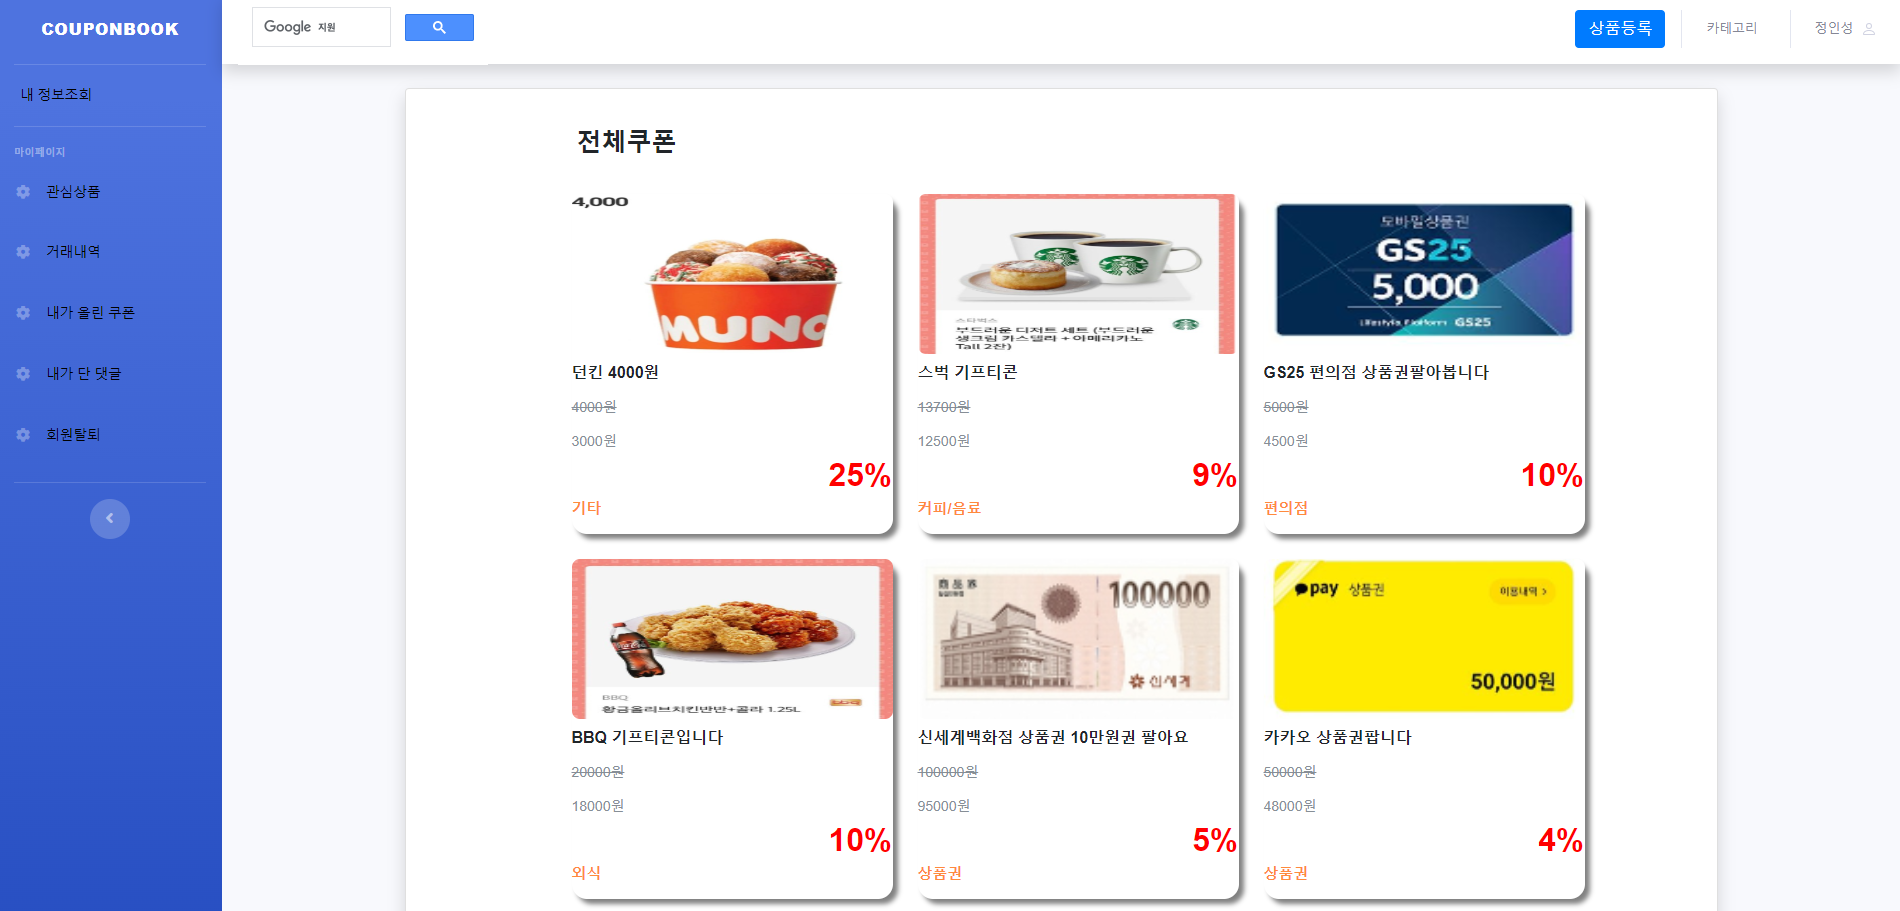 COUPONBOOK
Google 지원
상품등록
카테고리
정인성
내 정보조회
마이페이지
관심상품
거래내역
내가 올린 쿠폰
내가 단 댓글
회원탈퇴
전체쿠폰
4,000
MUNC
던킨 4000원
4000원
3000원
25%
기타
스타벅스
부드러운 디저트 세트 (부드러운
생크림 카스텔라 + 아메리카노
Tall 2잔)
스벅 기프티콘
13700원
12500원
9%
커피/음료
모바일상품권
GS25
5,000
Lifestyle Platform GS25
GS25 편의점 상품권팔아봅니다
5000원
4500원
10%
편의점
BBQ
황금올리브치킨반반+콜라 1.25L
BBQ 기프티콘입니다
20000원
18000원
10%
외식
商品券
100000
신세계
신세계백화점 상품권 10만원권 팔아요
100000원
95000원
5%
상품권
pay 상품권
이용내역 >
50,000원
카카오 상품권팝니다
50000원
48000원
4%
상품권